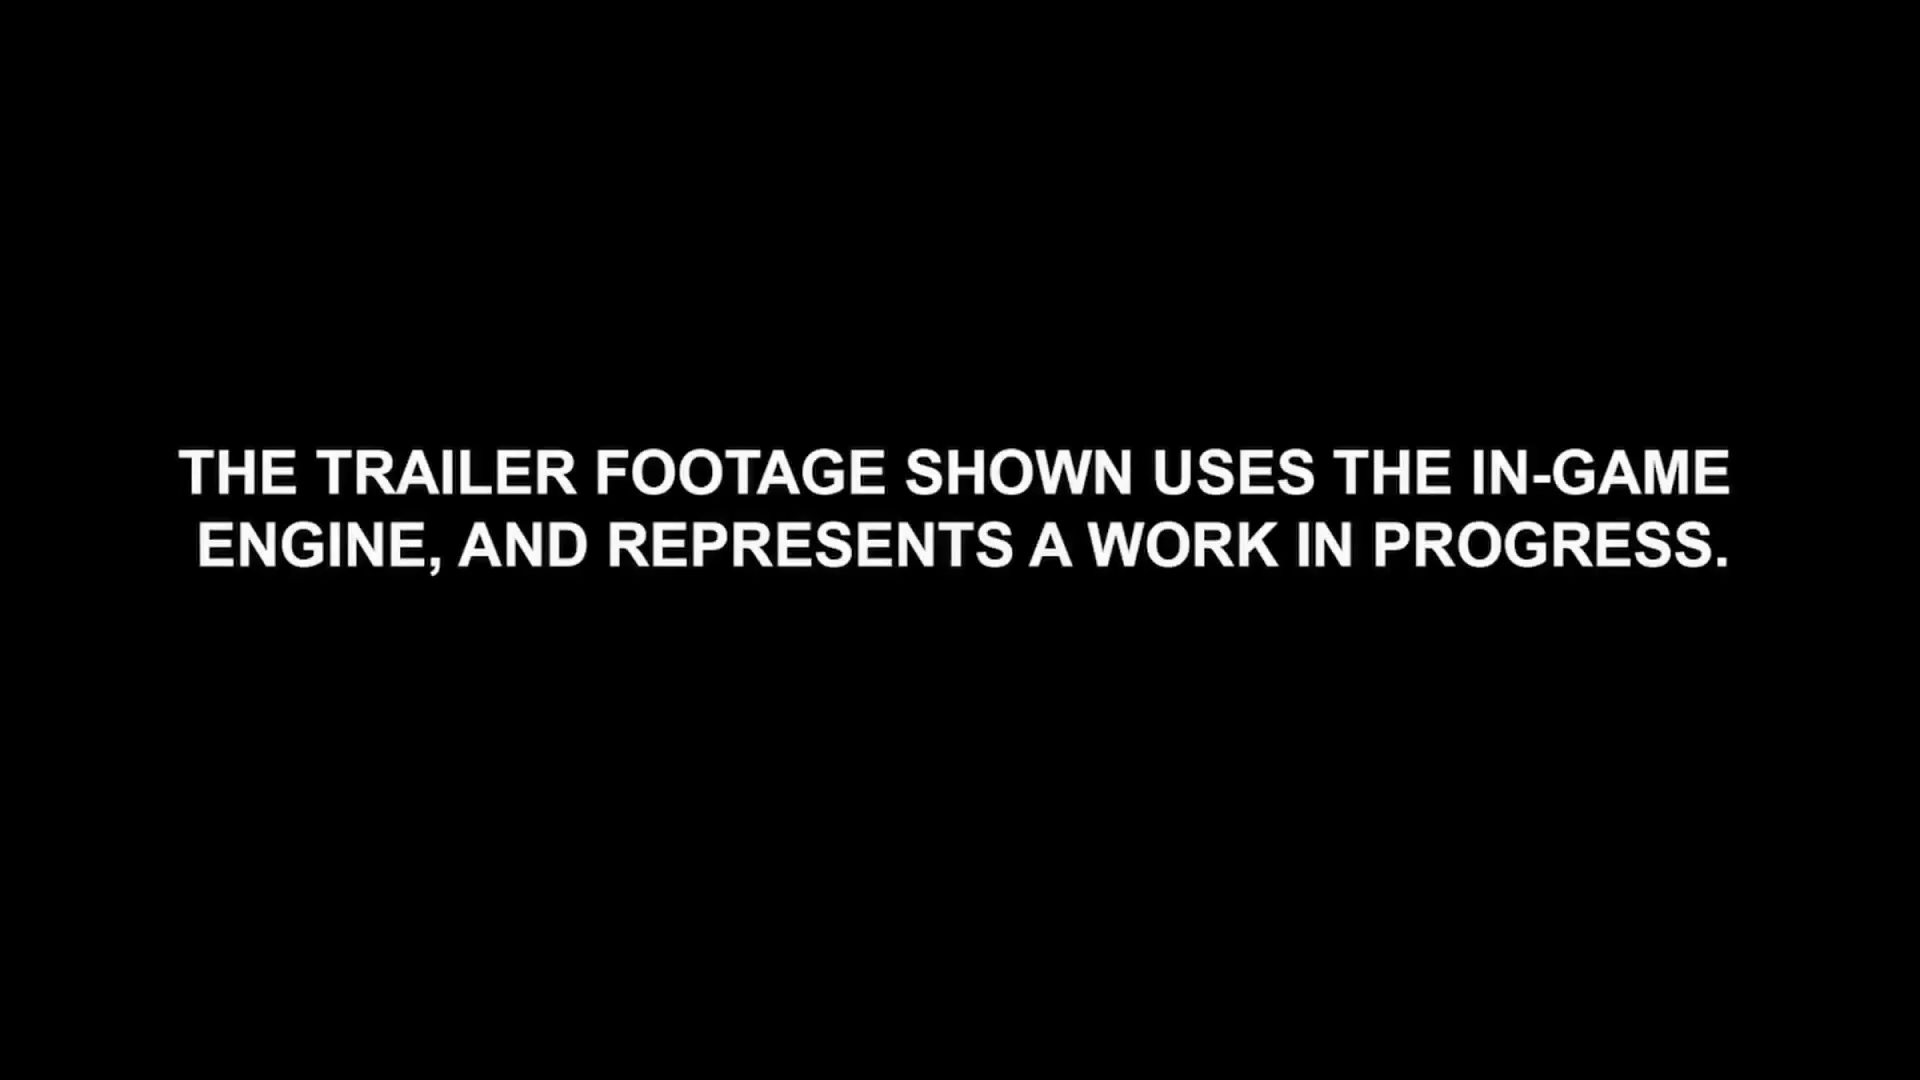 THE TRAILER FOOTAGE SHOWN USES THE IN-GAME
ENGINE, AND REPRESENTS A WORK IN PROGRESS.